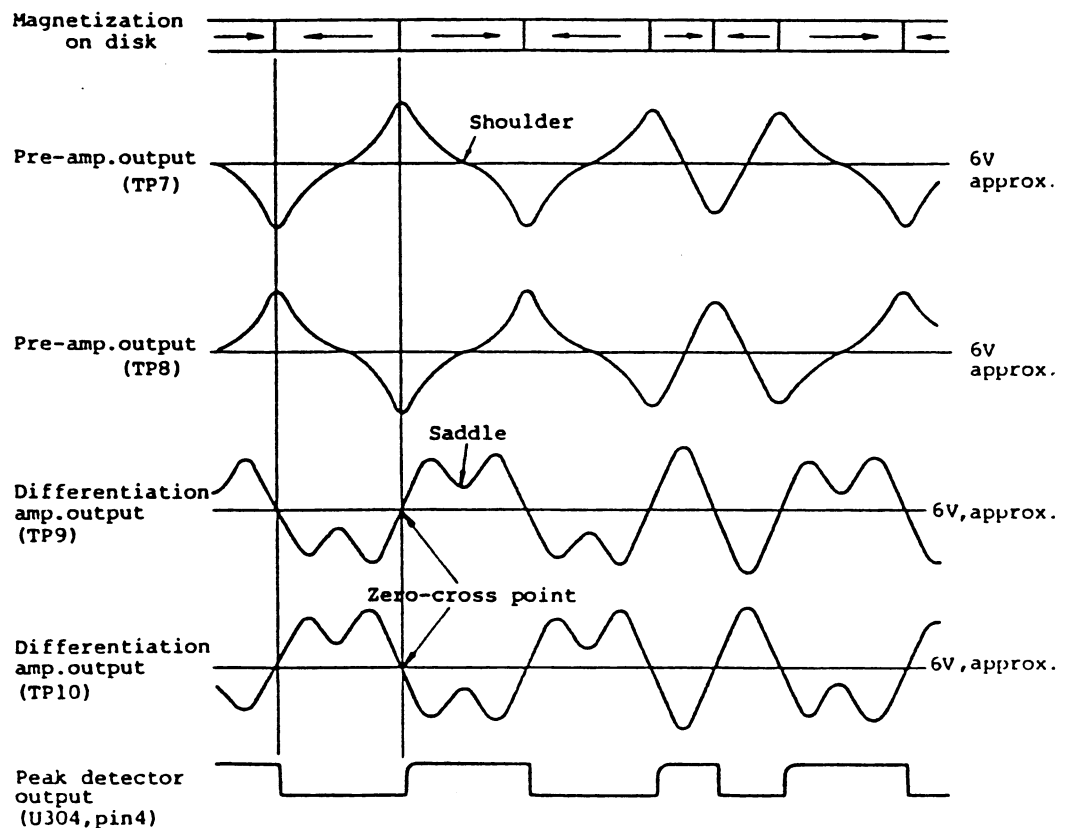 Magnetization
on disk
Shoulder
Pre-amp.output
(TP7)
6V
approx.
Pre-amp.output
(TP8)
6V
approx.
Saddle
Differentiation
amp.output
(TP9)
6V,approx.
Zero-cross point
Differentiation
amp.output
(TP10)
6V,approx.
Peak detector
output
(U304,pin4)